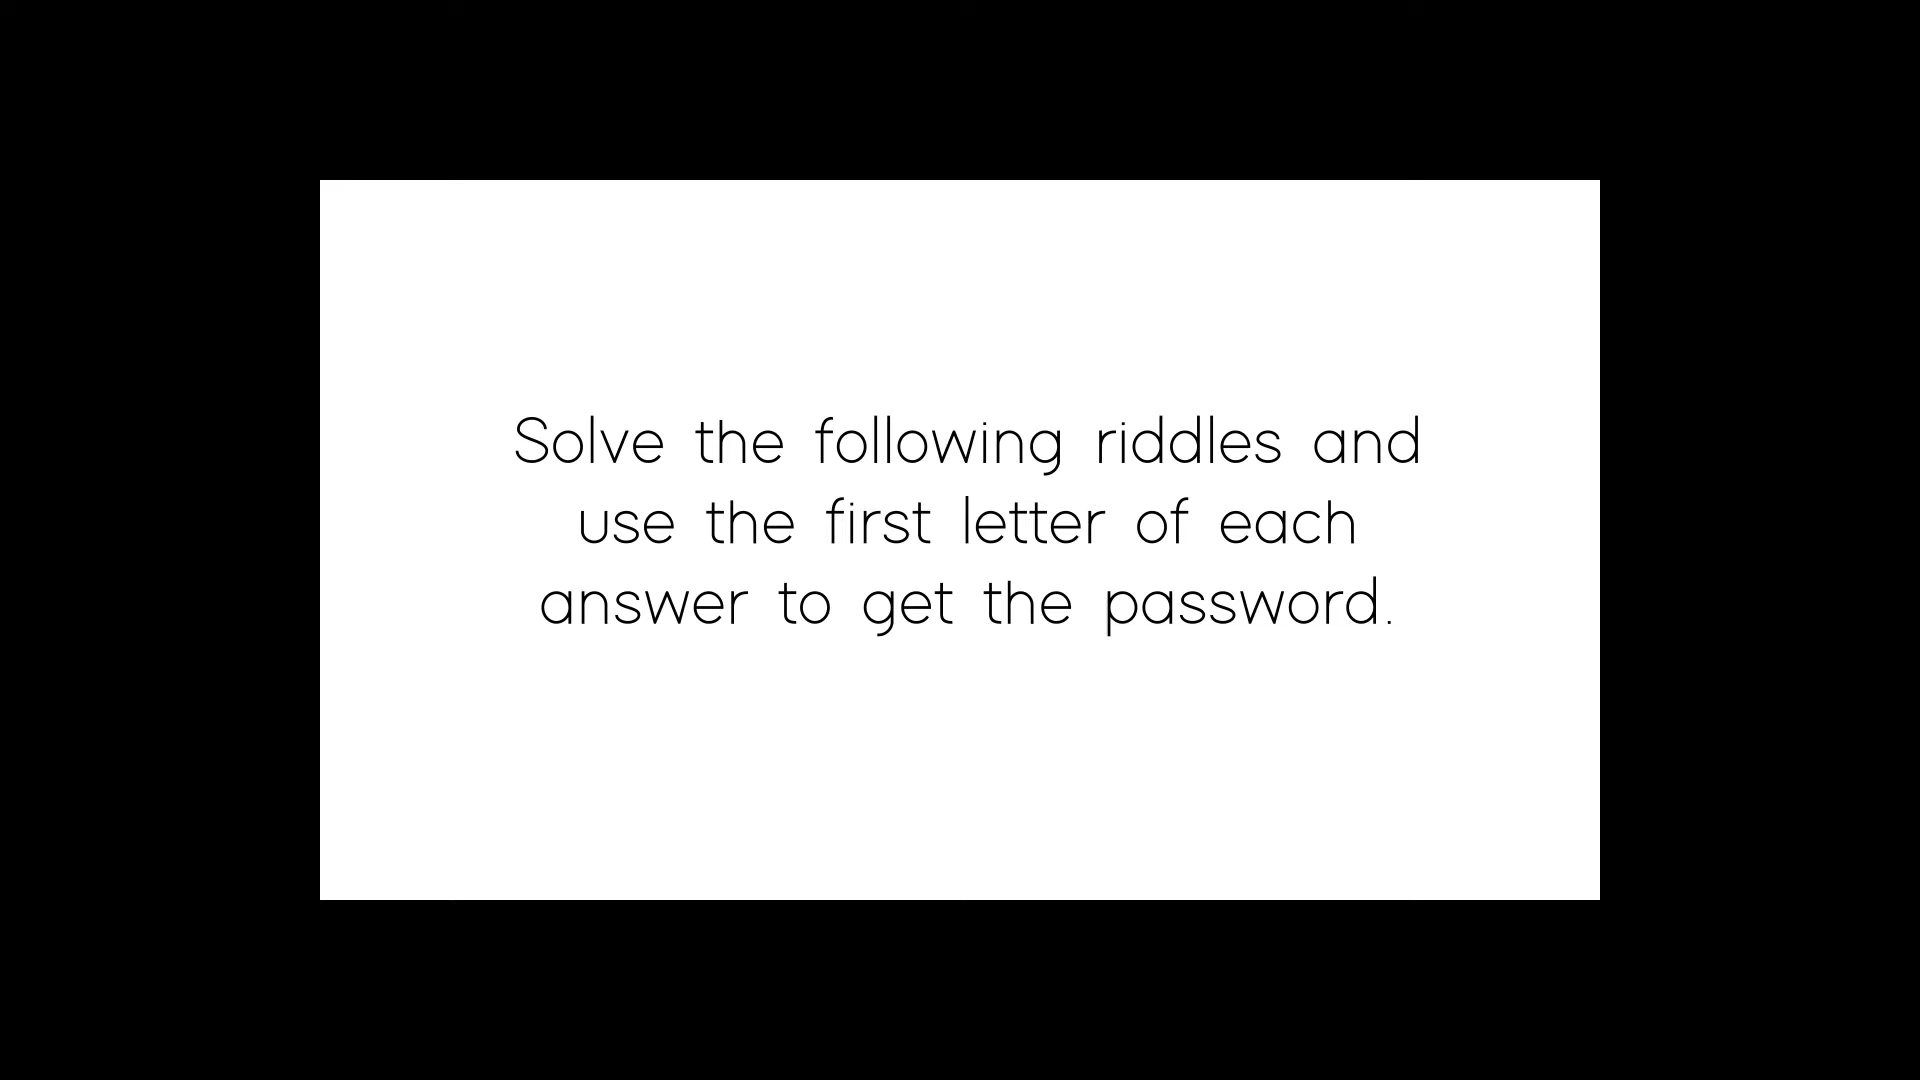 Solve the following riddles and
use the first letter of each
answer to get the password.